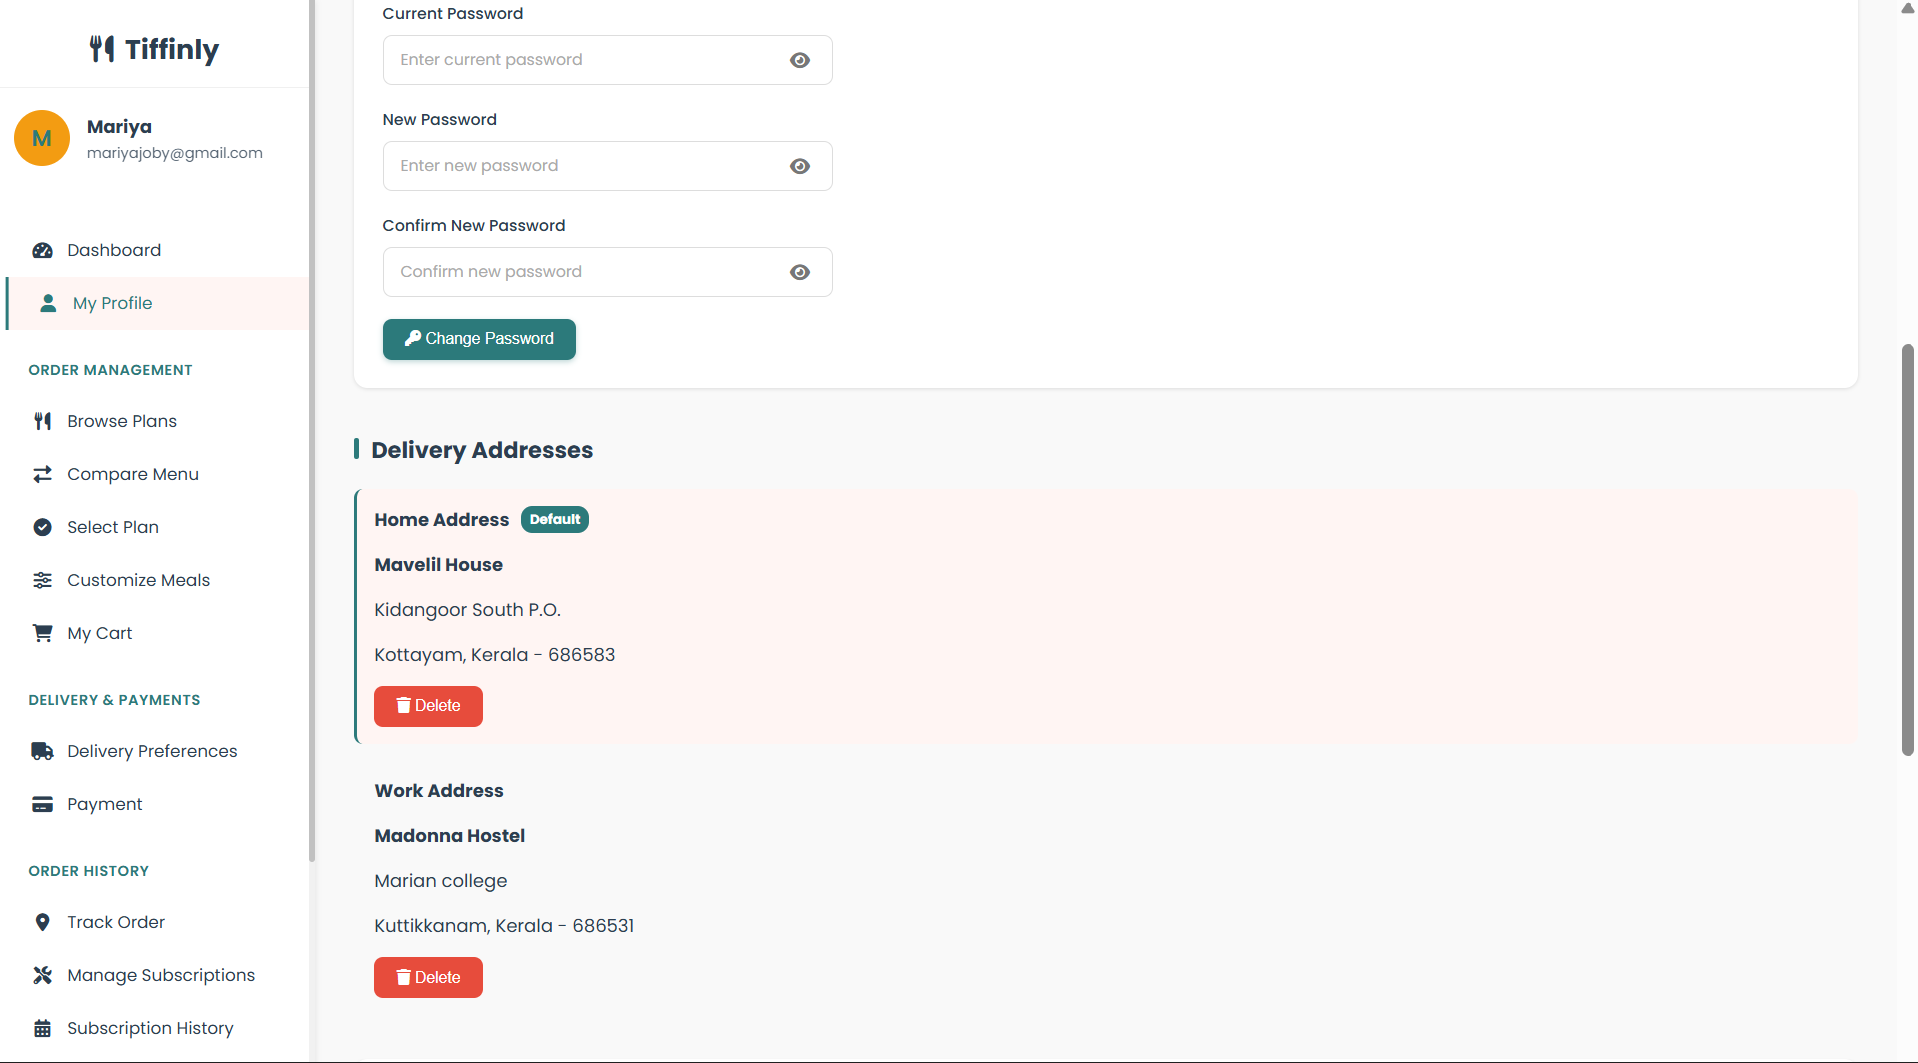 Tiffinly
M
Mariya
mariyajoby@gmail.com
Dashboard
My Profile
ORDER MANAGEMENT
Browse Plans
Compare Menu
Select Plan
Customize Meals
My Cart
DELIVERY & PAYMENTS
Delivery Preferences
Payment
ORDER HISTORY
Track Order
Manage Subscriptions
Subscription History
Current Password
Enter current password
New Password
Enter new password
Confirm New Password
Confirm new password
Change Password
Delivery Addresses
Home Address Default
Mavelil House
Kidangoor South P.O.
Kottayam, Kerala - 686583
Delete
Work Address
Madonna Hostel
Marian college
Kuttikkanam, Kerala - 686531
Delete